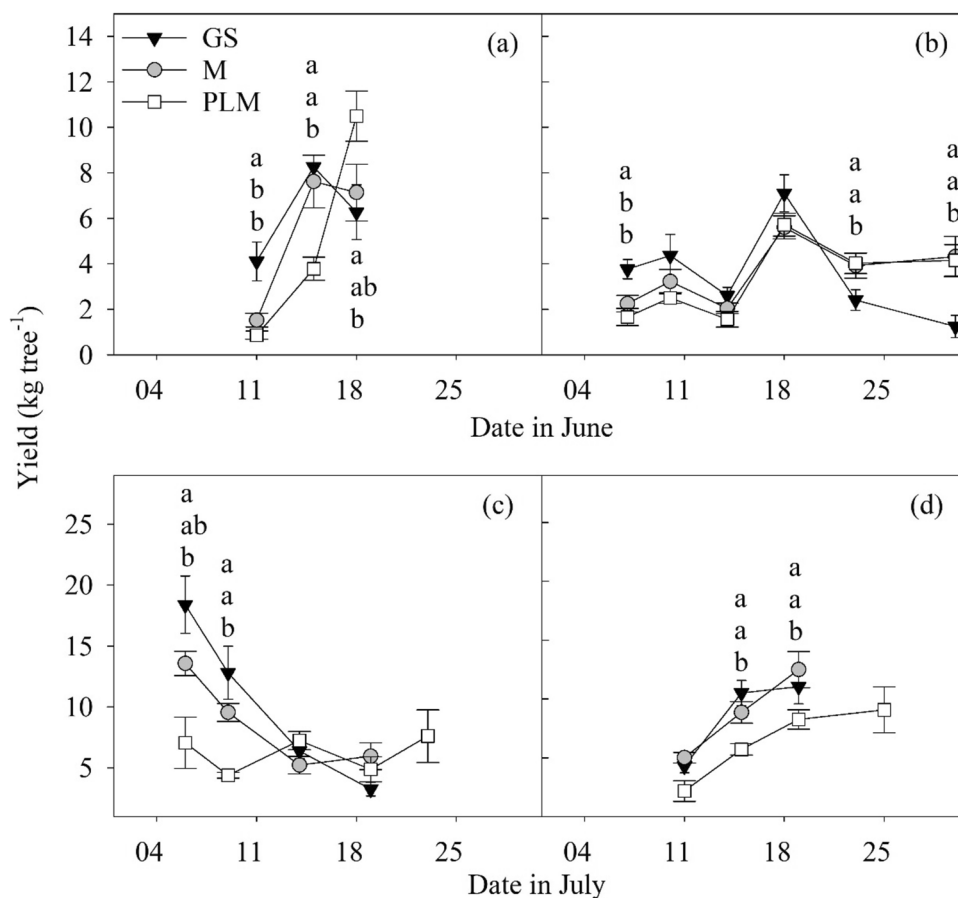 Yield (kg tree⁻¹)
14
12
10
8
6
4
2
0
GS
M
PLM
(a)
a
b
b
a
a
b
a
ab
b
(b)
a
b
b
a
a
b
a
a
b
04 11 18 25 04 11 18 25
Date in June
25
20
15
10
5
(c)
a
ab
b
a
a
b
(d)
a
a
b
a
a
b
04 11 18 25 04 11 18 25
Date in July